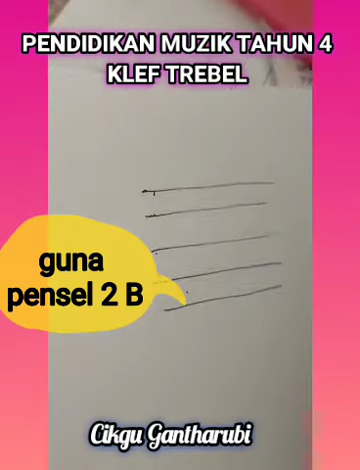 PENDIDIKAN MUZIK TAHUN 4
KLEF TREBEL
guna
pensel 2 B
Cikgu Gantharubi